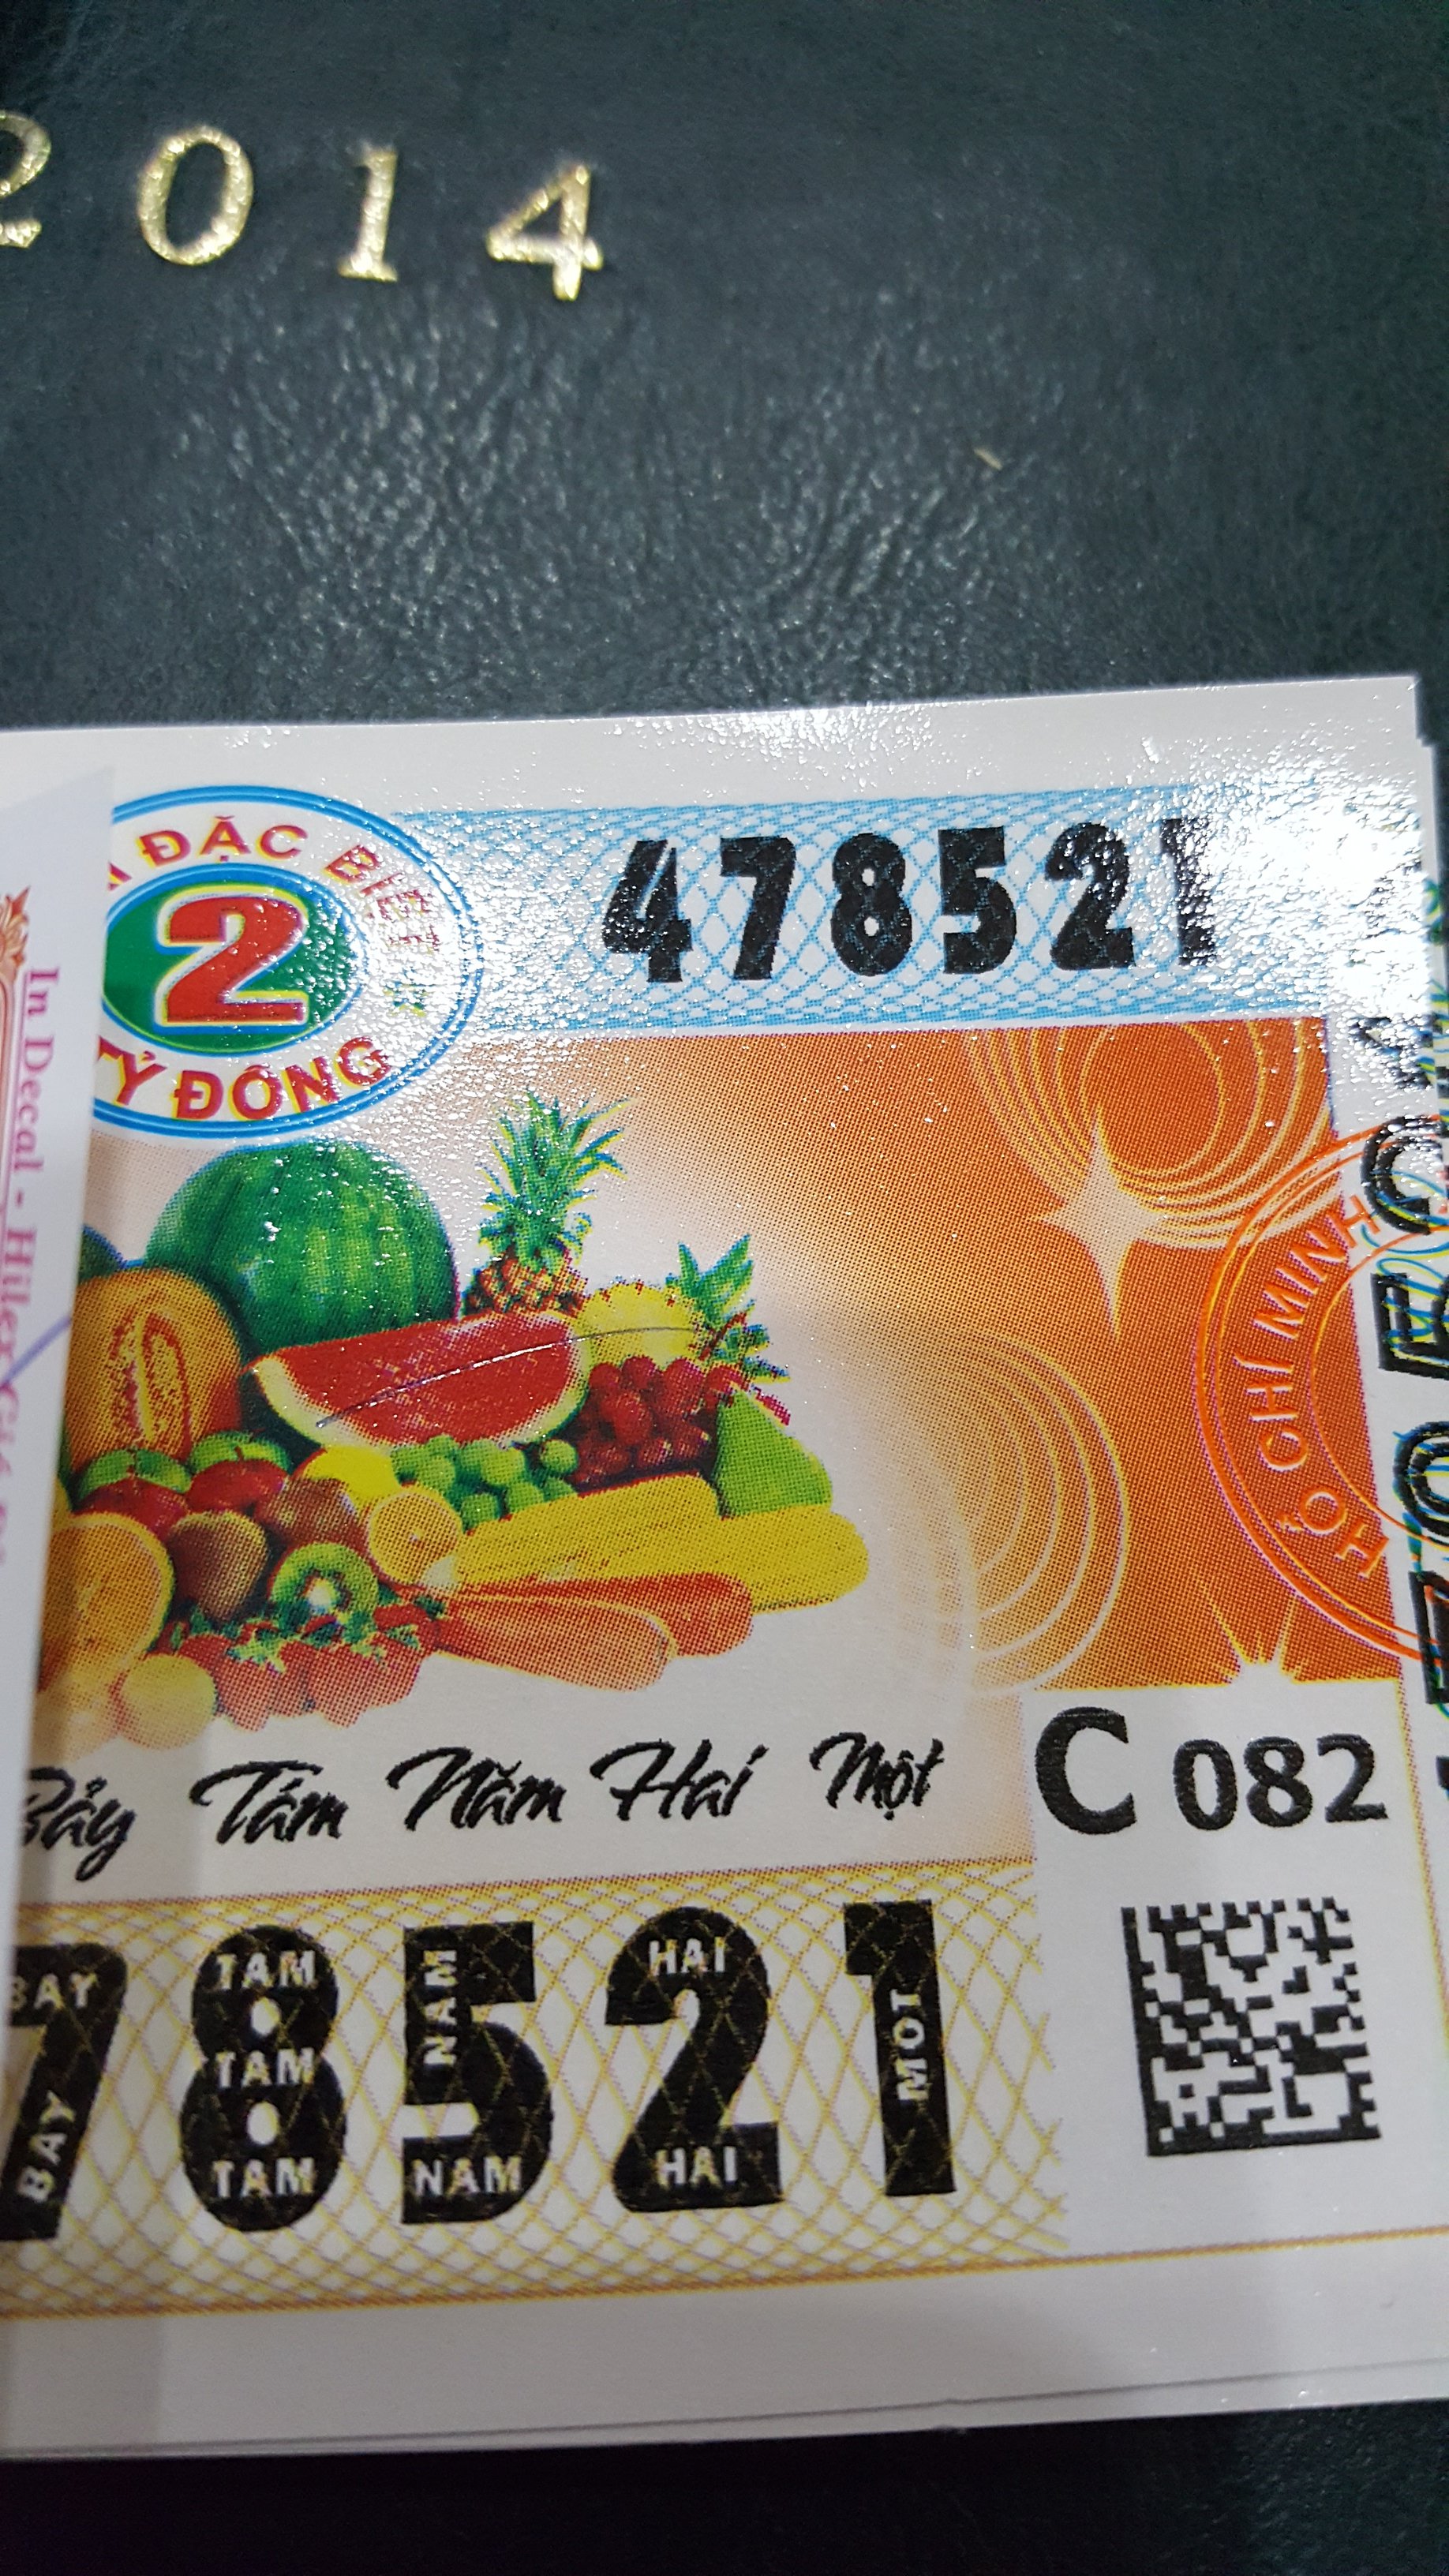 2014
ĐẶC BIỆT
2
TỶ ĐỒNG
478521
In Decal -
HỒ CHÍ MINH
Bảy Tám Năm Hai Một
C 082
78521
BAY TAM NAM HAI MOT
BAY TAM NAM HAI
TAM